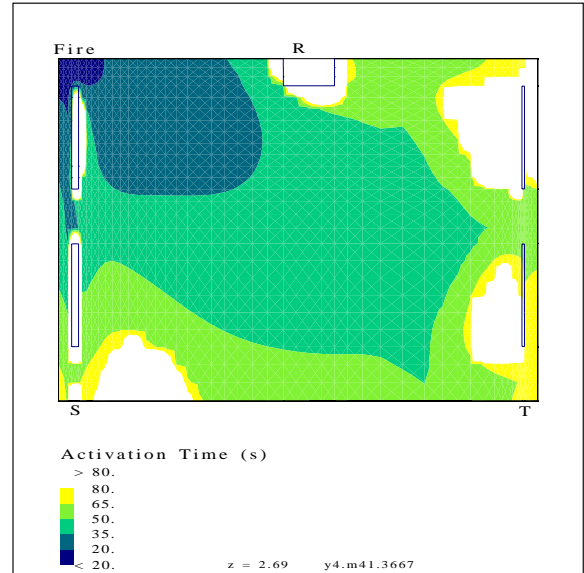 Fire R
S T
Activation Time (s)
> 80.
80.
65.
50.
35.
20.
< 20.
z = 2.69 y4.m41.3667